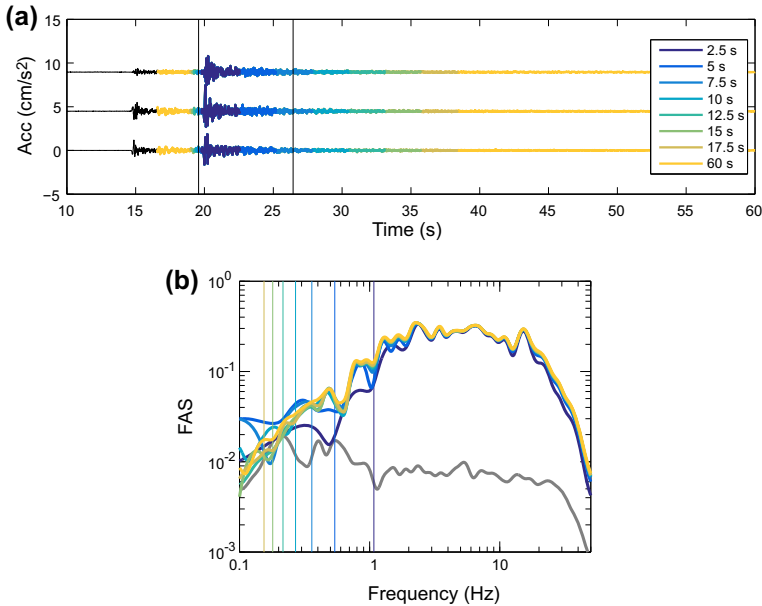 (a)
15
10
5
0
−5
Acc (cm/s²)
10 15 20 25 30 35 40 45 50 55 60
Time (s)
2.5 s
5 s
7.5 s
10 s
12.5 s
15 s
17.5 s
60 s
(b)
10⁰
10⁻¹
10⁻²
10⁻³
FAS
0.1 1 10
Frequency (Hz)